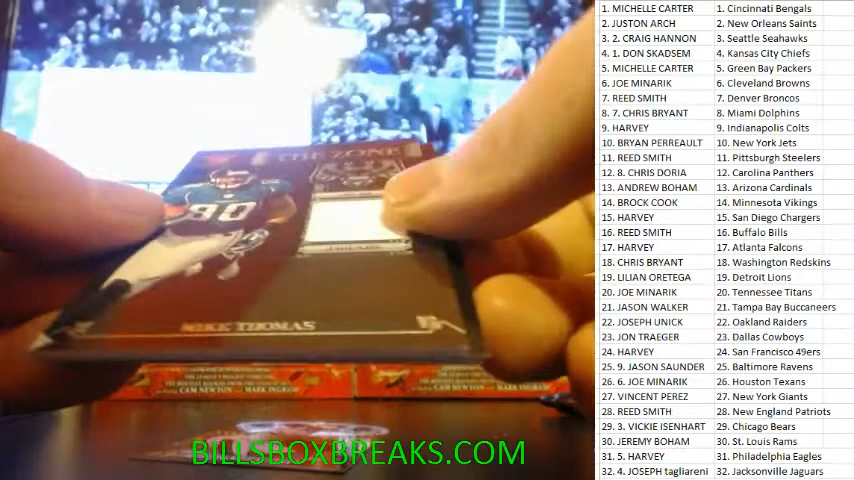 THE ZONE
80
MIKE THOMAS
CAM NEWTON MARK INGRAM
CAM NEWTON MARK INGRAM
BILLSBOXBREAKS.COM
1. MICHELLE CARTER 1. Cincinnati Bengals
2. JUSTON ARCH 2. New Orleans Saints
3. 2. CRAIG HANNON 3. Seattle Seahawks
4. 1. DON SKADSEM 4. Kansas City Chiefs
5. MICHELLE CARTER 5. Green Bay Packers
6. JOE MINARIK 6. Cleveland Browns
7. REED SMITH 7. Denver Broncos
8. 7. CHRIS BRYANT 8. Miami Dolphins
9. HARVEY 9. Indianapolis Colts
10. BRYAN PERREAULT 10. New York Jets
11. REED SMITH 11. Pittsburgh Steelers
12. 8. CHRIS DORIA 12. Carolina Panthers
13. ANDREW BOHAM 13. Arizona Cardinals
14. BROCK COOK 14. Minnesota Vikings
15. HARVEY 15. San Diego Chargers
16. REED SMITH 16. Buffalo Bills
17. HARVEY 17. Atlanta Falcons
18. CHRIS BRYANT 18. Washington Redskins
19. LILIAN ORETEGA 19. Detroit Lions
20. JOE MINARIK 20. Tennessee Titans
21. JASON WALKER 21. Tampa Bay Buccaneers
22. JOSEPH UNICK 22. Oakland Raiders
23. JON TRAEGER 23. Dallas Cowboys
24. HARVEY 24. San Francisco 49ers
25. 9. JASON SAUNDER 25. Baltimore Ravens
26. 6. JOE MINARIK 26. Houston Texans
27. VINCENT PEREZ 27. New York Giants
28. REED SMITH 28. New England Patriots
29. 3. VICKIE ISENHART 29. Chicago Bears
30. JEREMY BOHAM 30. St. Louis Rams
31. 5. HARVEY 31. Philadelphia Eagles
32. 4. JOSEPH tagliareni 32. Jacksonville Jaguars